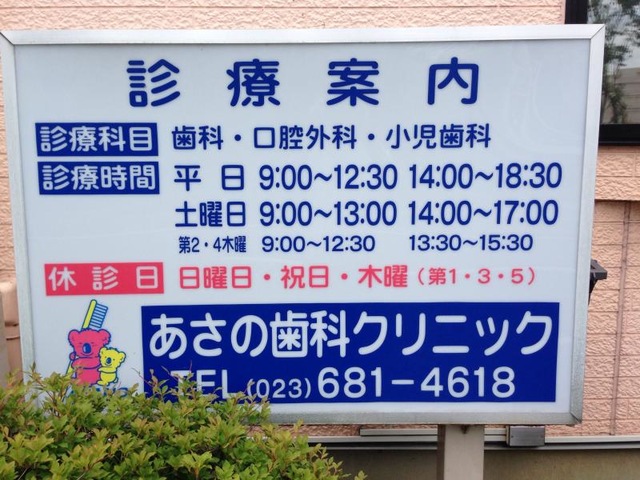 診療案内
診療科目 歯科・口腔外科・小児歯科
診療時間 平日 9:00~12:30 14:00~18:30
土曜日 9:00~13:00 14:00~17:00
第2・4木曜 9:00~12:30 13:30~15:30
休診日 日曜日・祝日・木曜(第1・3・5)
あさの歯科クリニック
TEL(023)681-4618